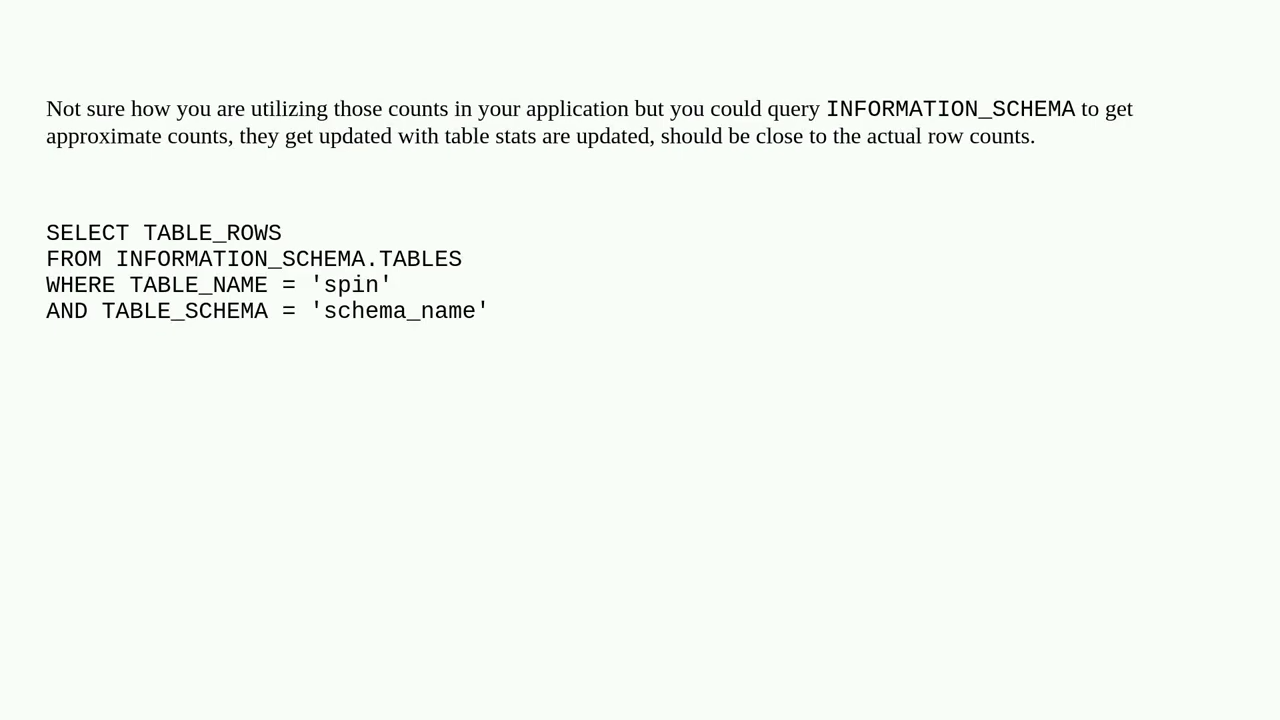 Not sure how you are utilizing those counts in your application but you could query INFORMATION_SCHEMA to get
approximate counts, they get updated with table stats are updated, should be close to the actual row counts.
SELECT TABLE_ROWS
FROM INFORMATION_SCHEMA.TABLES
WHERE TABLE_NAME = 'spin'
AND TABLE_SCHEMA = 'schema_name'